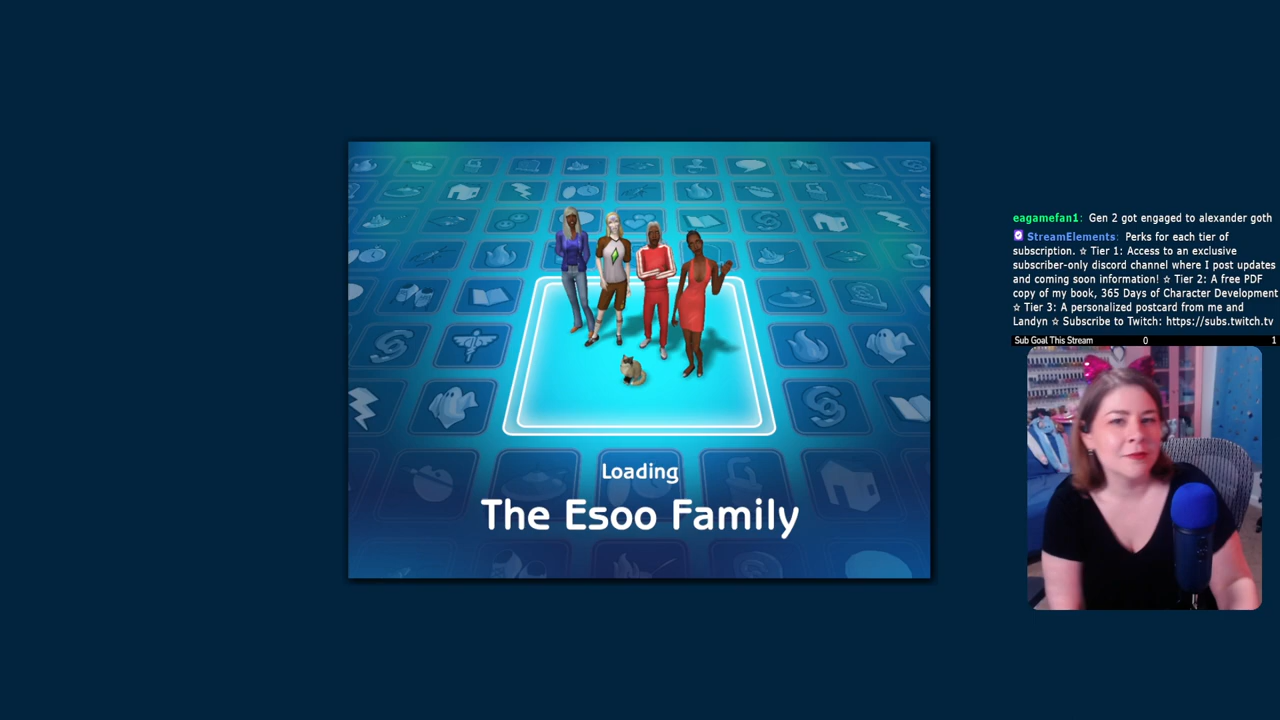 eagamefan1: Gen 2 got engaged to alexander goth
StreamElements: Perks for each tier of
subscription. ☆ Tier 1: Access to an exclusive
subscriber-only discord channel where I post updates
and coming soon information! ☆ Tier 2: A free PDF
copy of my book, 365 Days of Character Development
☆ Tier 3: A personalized postcard from me and
Landyn ☆ Subscribe to Twitch: https://subs.twitch.tv
Sub Goal This Stream 0 1
Loading
The Esoo Family